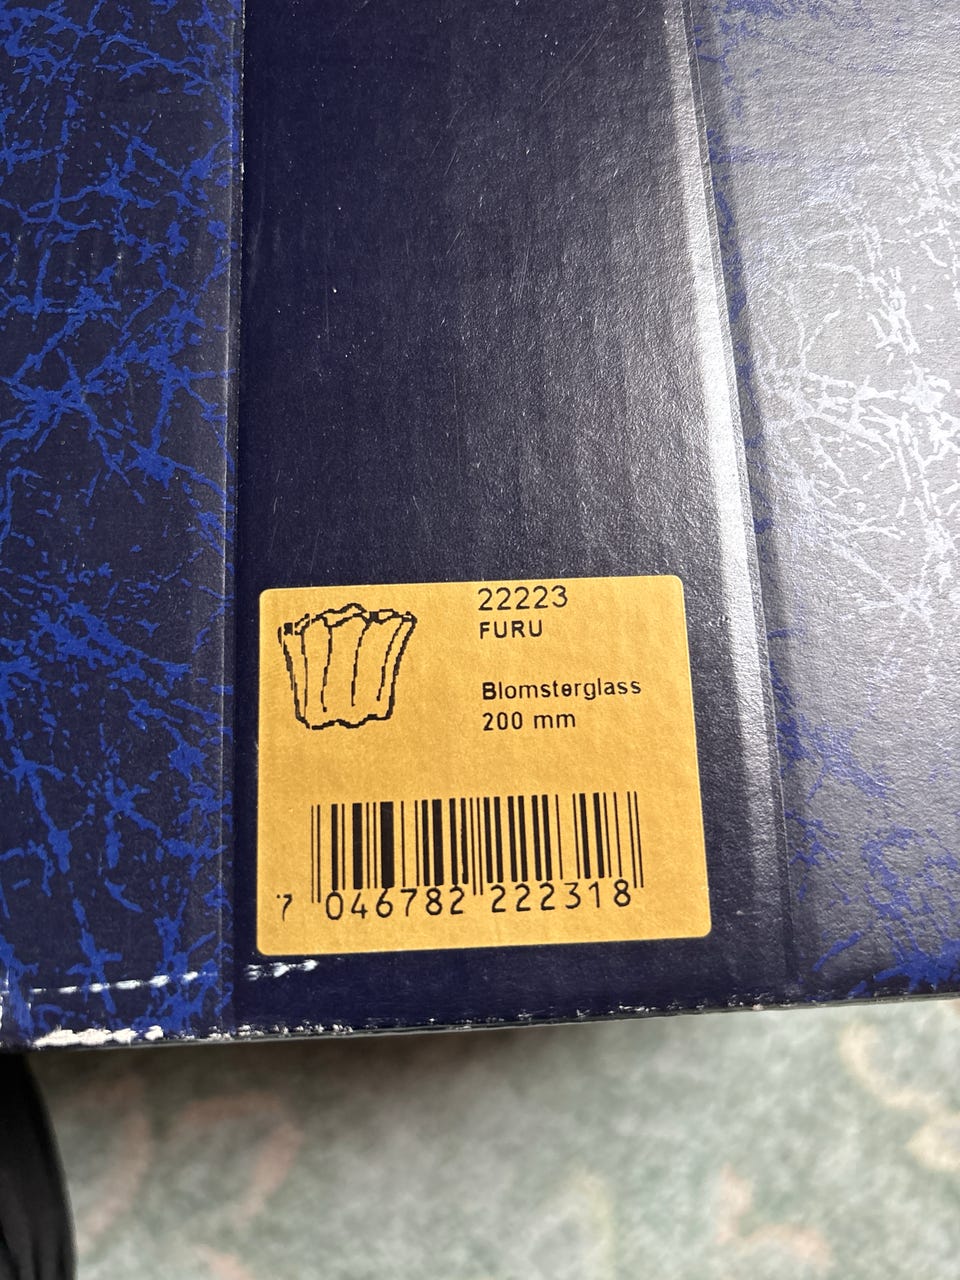 22223
FURU
Blomsterglass
200 mm
7 046782 222318